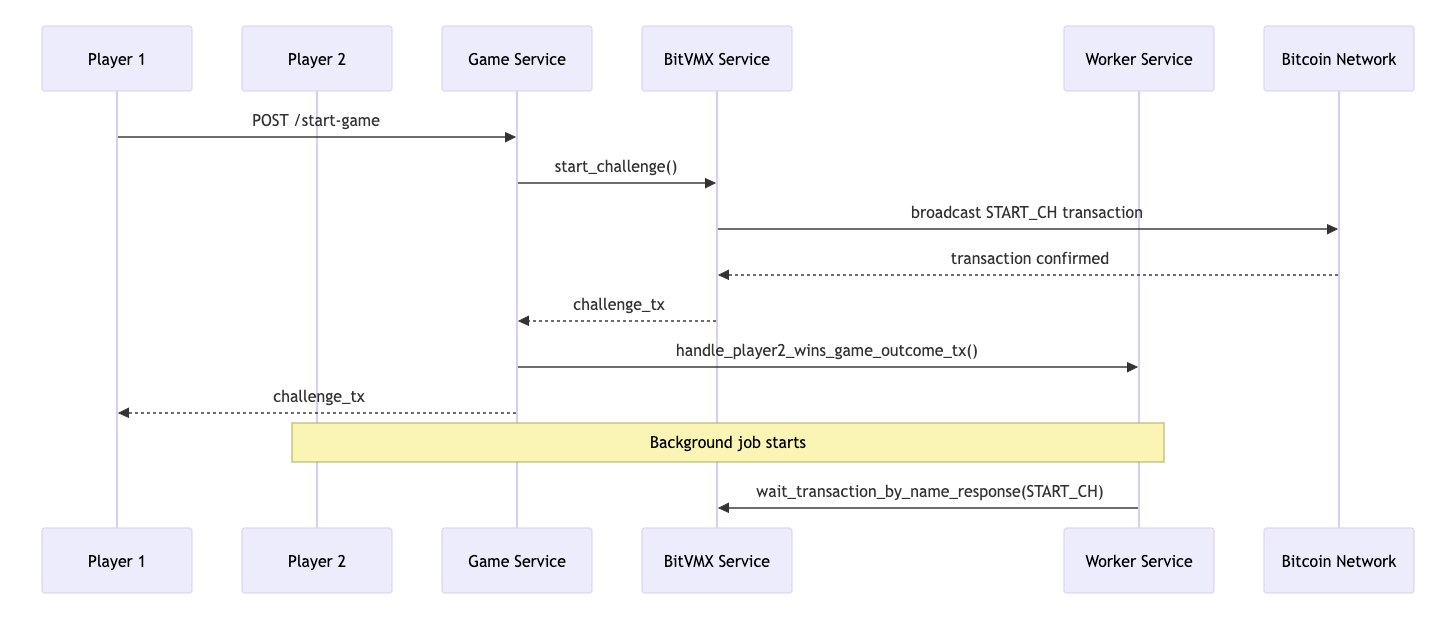 Player 1
Player 2
Game Service
BitVMX Service
Worker Service
Bitcoin Network
POST /start-game
start_challenge()
broadcast START_CH transaction
transaction confirmed
challenge_tx
handle_player2_wins_game_outcome_tx()
challenge_tx
Background job starts
wait_transaction_by_name_response(START_CH)
Player 1
Player 2
Game Service
BitVMX Service
Worker Service
Bitcoin Network